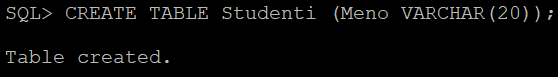 SQL> CREATE TABLE Studenti (Meno VARCHAR(20));
Table created.